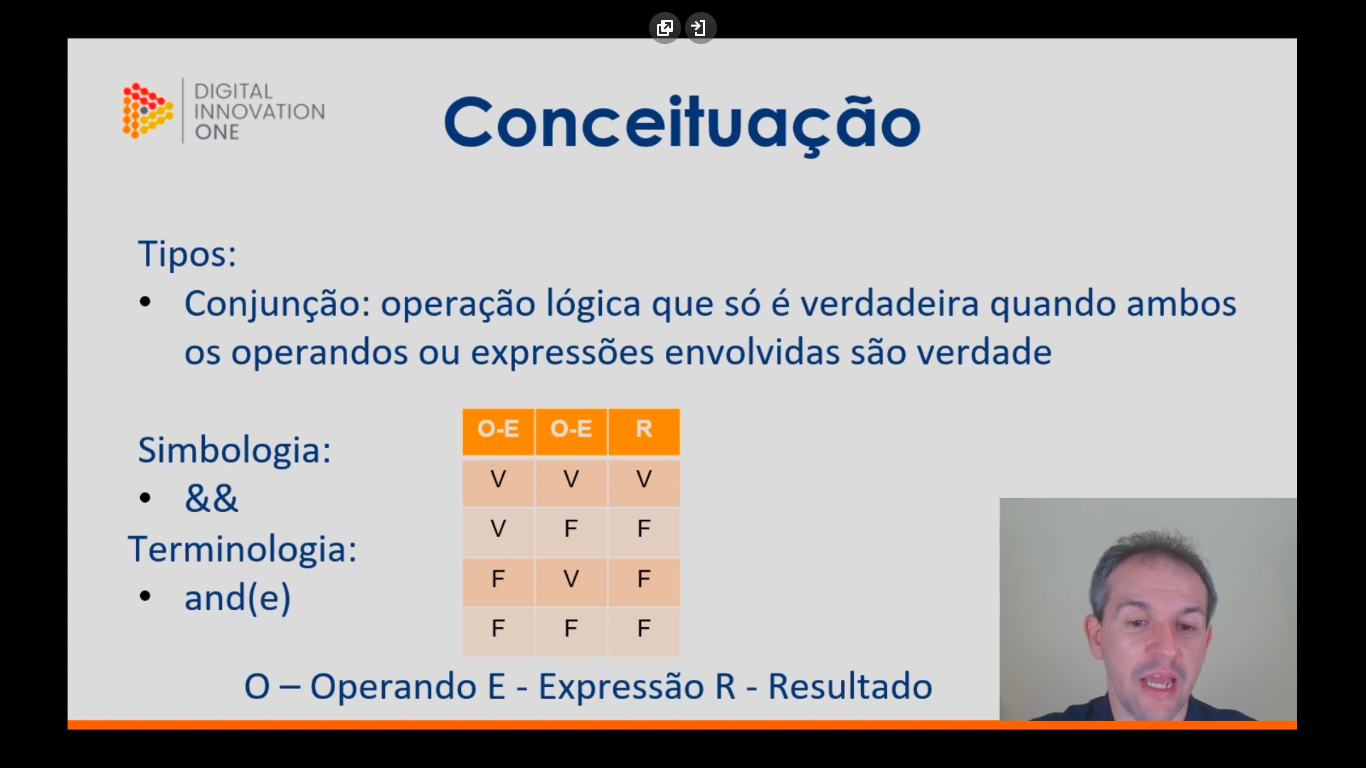 DIGITAL
INNOVATION
ONE
Conceituação
Tipos:
• Conjunção: operação lógica que só é verdadeira quando ambos
os operandos ou expressões envolvidas são verdade
Simbologia:
• &&
Terminologia:
• and(e)
O-E O-E R
V V V
V F F
F V F
F F F
O – Operando E - Expressão R - Resultado